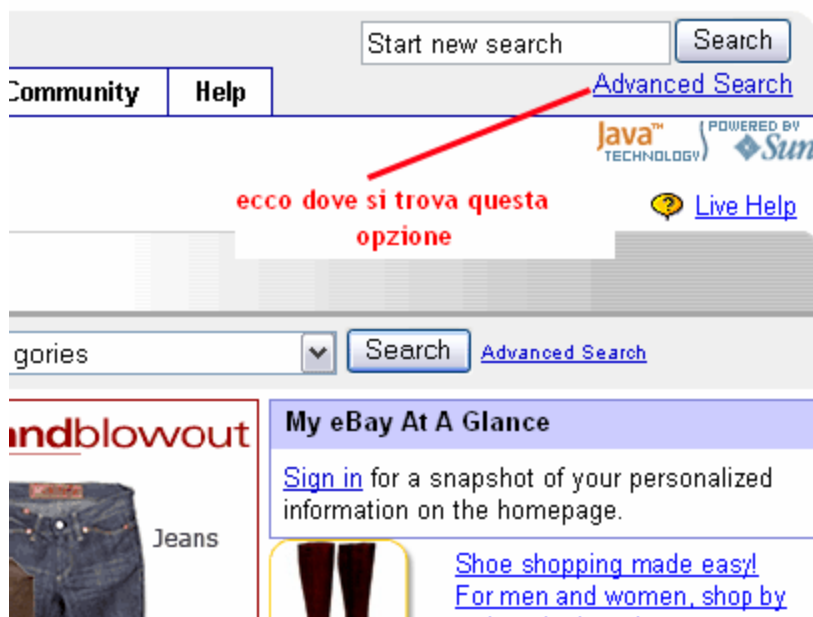 Start new search
Search
Community
Help
Advanced Search
Java™
TECHNOLOGY
POWERED BY
Sun
ecco dove si trova questa
opzione
Live Help
gories
Search
Advanced Search
ndblowout
My eBay At A Glance
Sign in for a snapshot of your personalized
information on the homepage.
Jeans
Shoe shopping made easy!
For men and women, shop by